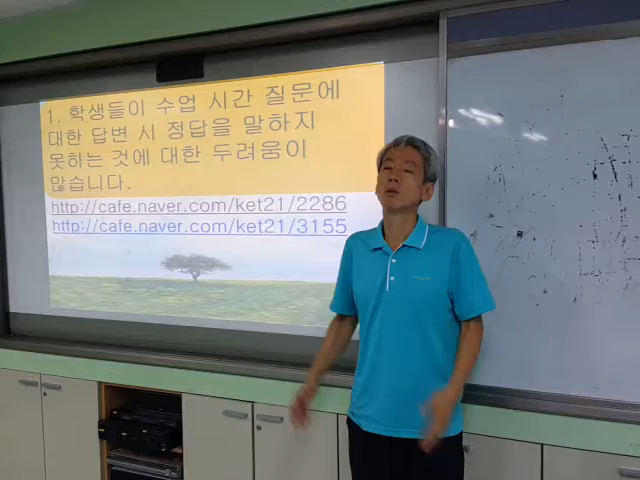 1. 학생들이 수업 시간 질문에
대한 답변 시 정답을 말하지
못하는 것에 대한 두려움이
많습니다.
http://cafe.naver.com/ket21/2286
http://cafe.naver.com/ket21/3155